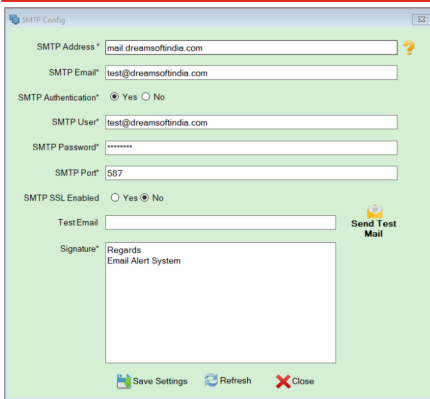 SMTP Config
SMTP Address * mail.dreamsoftindia.com
?
SMTP Email* test@dreamsoftindia.com
SMTP Authentication* Yes No
SMTP User* test@dreamsoftindia.com
SMTP Password* ********
SMTP Port* 587
SMTP SSL Enabled Yes No
Test Email
Send Test
Mail
Signature* Regards
Email Alert System
Save Settings Refresh Close